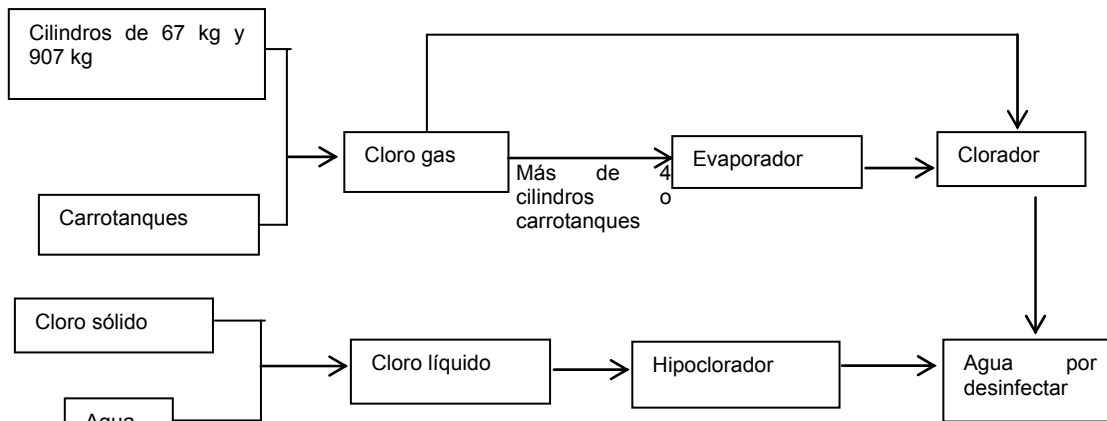 Cilindros de 67 kg y
907 kg
Cloro gas
Evaporador
Clorador
Más de 4
cilindros o
carrotanques
Carrotanques
Cloro sólido
Cloro líquido
Hipoclorador
Agua por
desinfectar
Agua